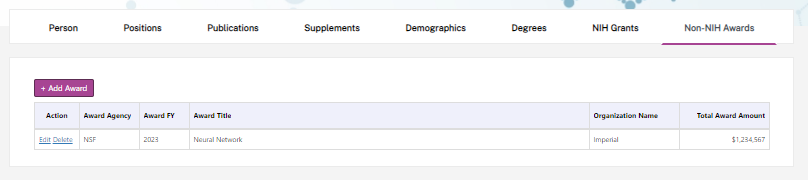 Person Positions Publications Supplements Demographics Degrees NIH Grants Non-NIH Awards
+ Add Award
Action Award Agency Award FY Award Title Organization Name Total Award Amount
Edit Delete NSF 2023 Neural Network Imperial $1,234,567